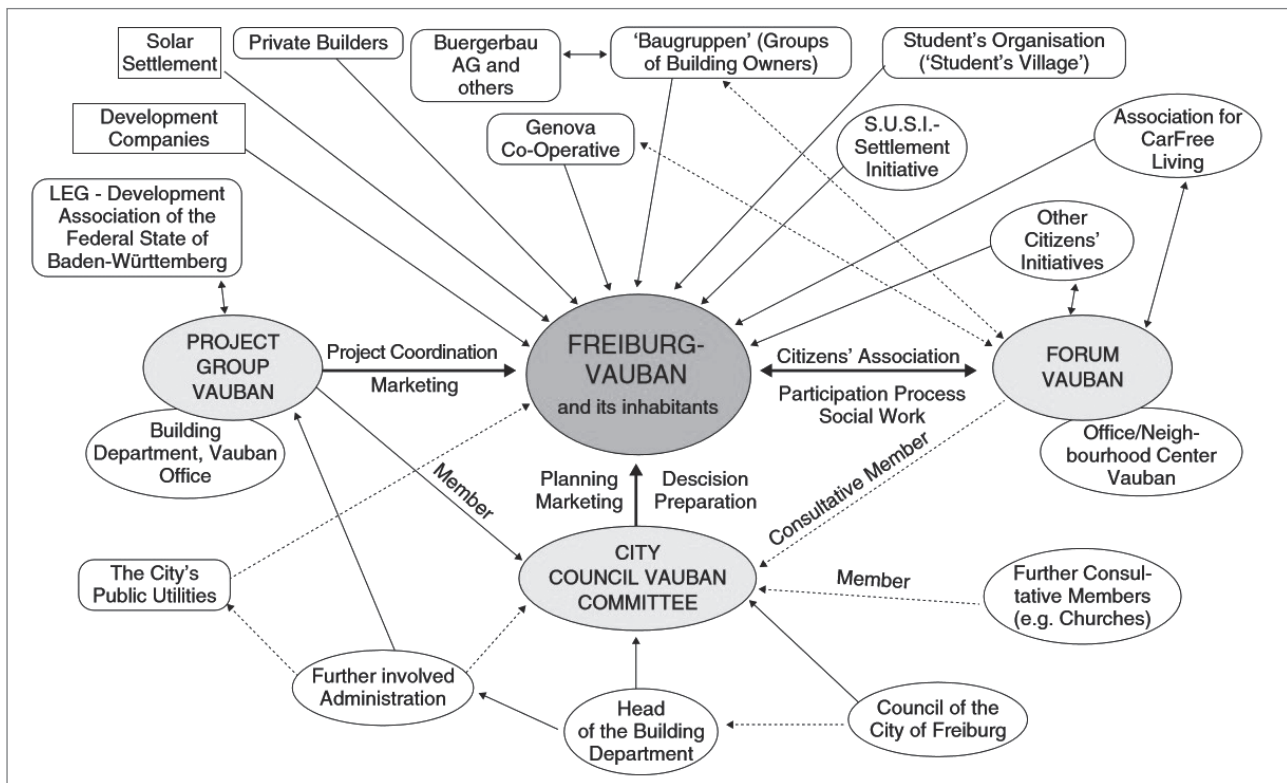 Solar
Settlement
Private Builders
Buergerbau
AG and
others
‘Baugruppen’ (Groups
of Building Owners)
Student’s Organisation
(‘Student’s Village’)
Development
Companies
Genova
Co-Operative
S.U.S.I.-
Settlement
Initiative
Association for
CarFree
Living
LEG - Development
Association of the
Federal State of
Baden-Württemberg
Other
Citizens’
Initiatives
PROJECT
GROUP
VAUBAN
Project Coordination
Marketing
FREIBURG-
VAUBAN
and its inhabitants
Citizens’ Association
Participation Process
Social Work
FORUM
VAUBAN
Building
Department, Vauban
Office
Office/Neigh-
bourhood Center
Vauban
Member
Planning
Marketing
Descision
Preparation
Consultative Member
The City’s
Public Utilities
CITY
COUNCIL VAUBAN
COMMITTEE
Member
Further Consul-
tative Members
(e.g. Churches)
Further involved
Administration
Head
of the Building
Department
Council of the
City of Freiburg